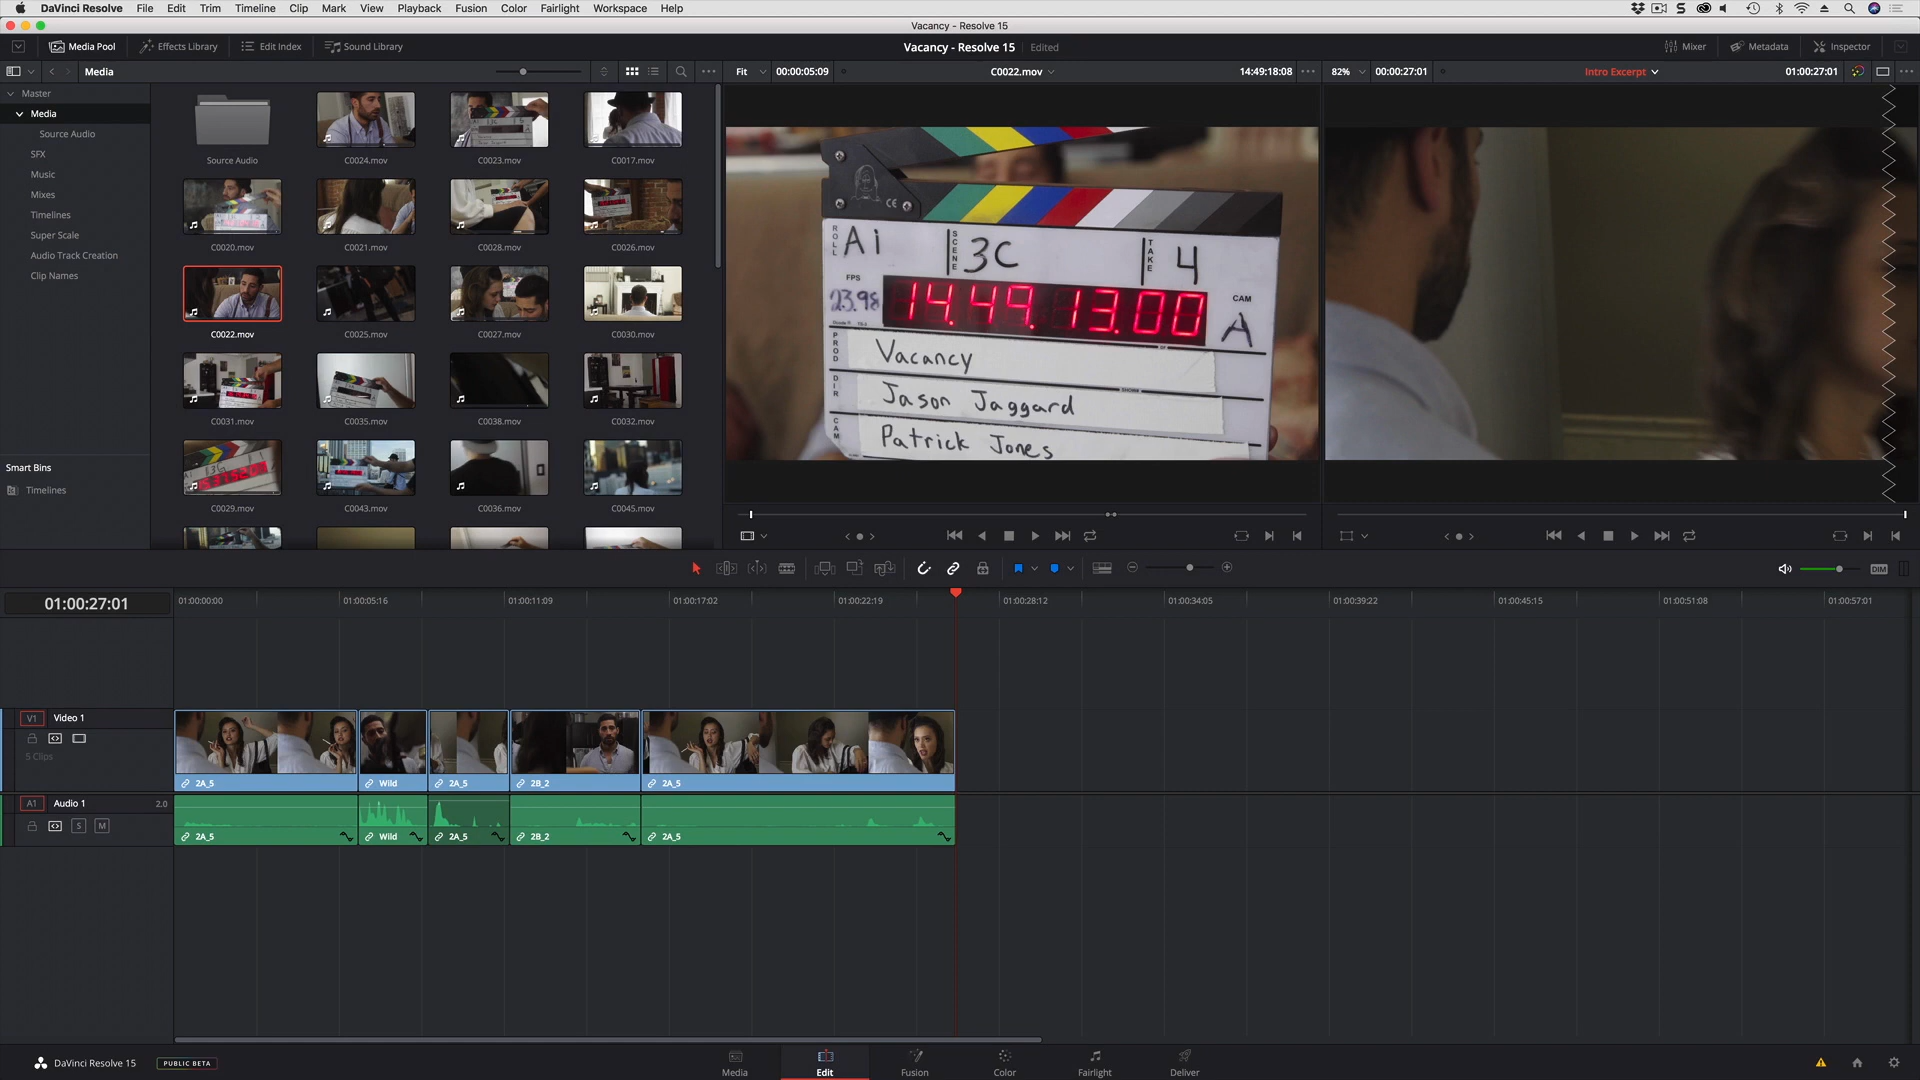 DaVinci Resolve File Edit Trim Timeline Clip Mark View Playback Fusion Color Fairlight Workspace Help
Vacancy - Resolve 15
Media Pool Effects Library Edit Index Sound Library Vacancy - Resolve 15 Edited Mixer Metadata Inspector
Media Fit 00:00:05:09 C0022.mov 14:49:18:08 82% 00:00:27:01 Intro Excerpt 01:00:27:01
Master
Media
Source Audio
SFX
Music
Mixes
Timelines
Super Scale
Audio Track Creation
Clip Names
Smart Bins
Timelines
Source Audio C0024.mov C0023.mov C0017.mov
C0020.mov C0021.mov C0028.mov C0026.mov
C0022.mov C0025.mov C0027.mov C0030.mov
C0031.mov C0035.mov C0038.mov C0032.mov
C0029.mov C0043.mov C0036.mov C0045.mov
CE
ROLL Ai SCENE 3C TAKE 4
FPS 23.98 14.49.13.00 CAM A
PROD Vacancy
DIR Jason Jaggard
CAM Patrick Jones
DIM
01:00:27:01 01:00:00:00 01:00:05:16 01:00:11:09 01:00:17:02 01:00:22:19 01:00:28:12 01:00:34:05 01:00:39:22 01:00:45:15 01:00:51:08 01:00:57:01
V1 Video 1
5 Clips
2A_5 Wild 2A_5 2B_2 2A_5
A1 Audio 1 2.0
S M
2A_5 Wild 2A_5 2B_2 2A_5
DaVinci Resolve 15 PUBLIC BETA
Media Edit Fusion Color Fairlight Deliver